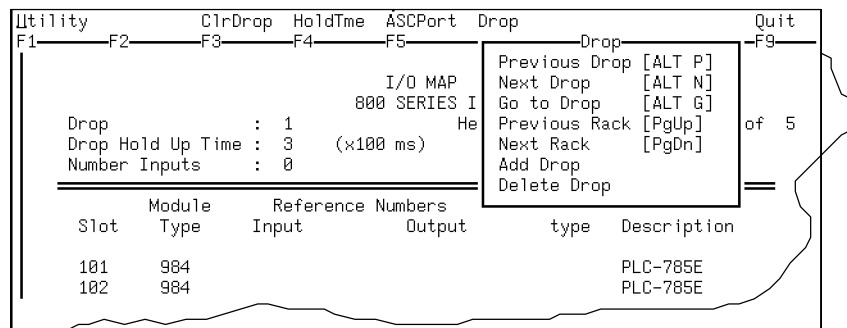 Utility ClrDrop HoldTme ASCPort Drop Quit
F1 F2 F3 F4 F5 Drop F9
Previous Drop [ALT P]
I/O MAP Next Drop [ALT N]
800 SERIES I Go to Drop [ALT G]
Drop : 1 He Previous Rack [PgUp] of 5
Drop Hold Up Time : 3 (x100 ms) Next Rack [PgDn]
Number Inputs : 0 Add Drop
Delete Drop
Module Reference Numbers
Slot Type Input Output type Description
101 984 PLC-785E
102 984 PLC-785E